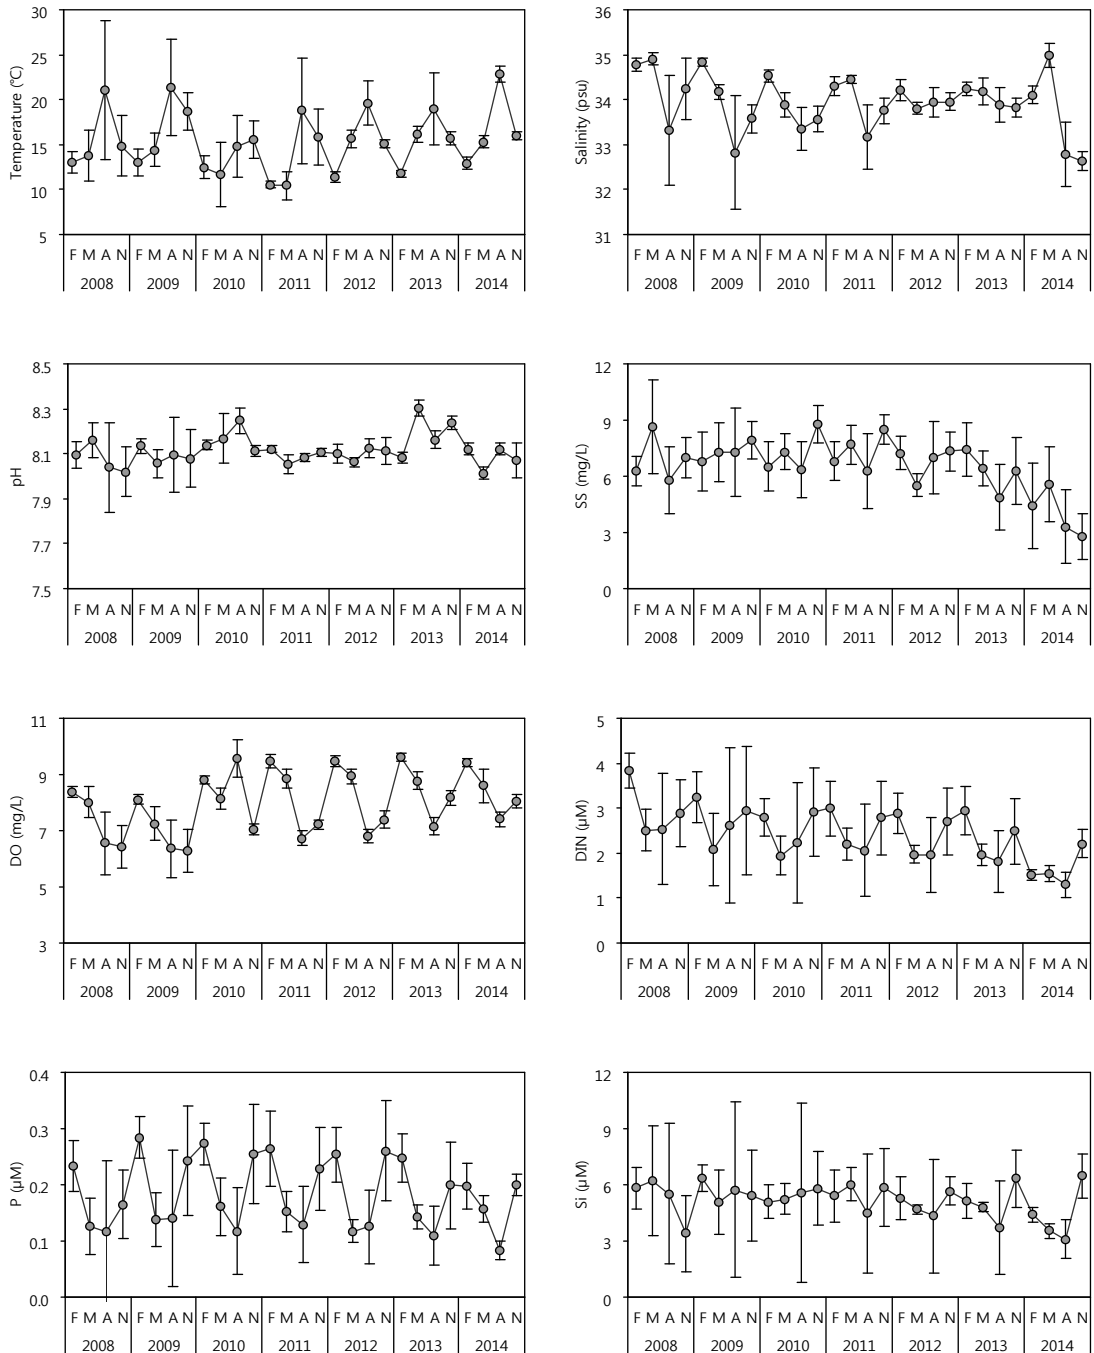 Temperature (℃)
30
25
20
15
10
5
F M A N F M A N F M A N F M A N F M A N F M A N F M A N
2008 2009 2010 2011 2012 2013 2014
Salinity (psu)
36
35
34
33
32
31
F M A N F M A N F M A N F M A N F M A N F M A N F M A N
2008 2009 2010 2011 2012 2013 2014
pH
8.5
8.3
8.1
7.9
7.7
7.5
F M A N F M A N F M A N F M A N F M A N F M A N F M A N
2008 2009 2010 2011 2012 2013 2014
SS (mg/L)
12
9
6
3
0
F M A N F M A N F M A N F M A N F M A N F M A N F M A N
2008 2009 2010 2011 2012 2013 2014
DO (mg/L)
11
9
7
5
3
F M A N F M A N F M A N F M A N F M A N F M A N F M A N
2008 2009 2010 2011 2012 2013 2014
DIN (μM)
5
4
3
2
1
0
F M A N F M A N F M A N F M A N F M A N F M A N F M A N
2008 2009 2010 2011 2012 2013 2014
P (μM)
0.4
0.3
0.2
0.1
0.0
F M A N F M A N F M A N F M A N F M A N F M A N F M A N
2008 2009 2010 2011 2012 2013 2014
Si (μM)
12
9
6
3
0
F M A N F M A N F M A N F M A N F M A N F M A N F M A N
2008 2009 2010 2011 2012 2013 2014